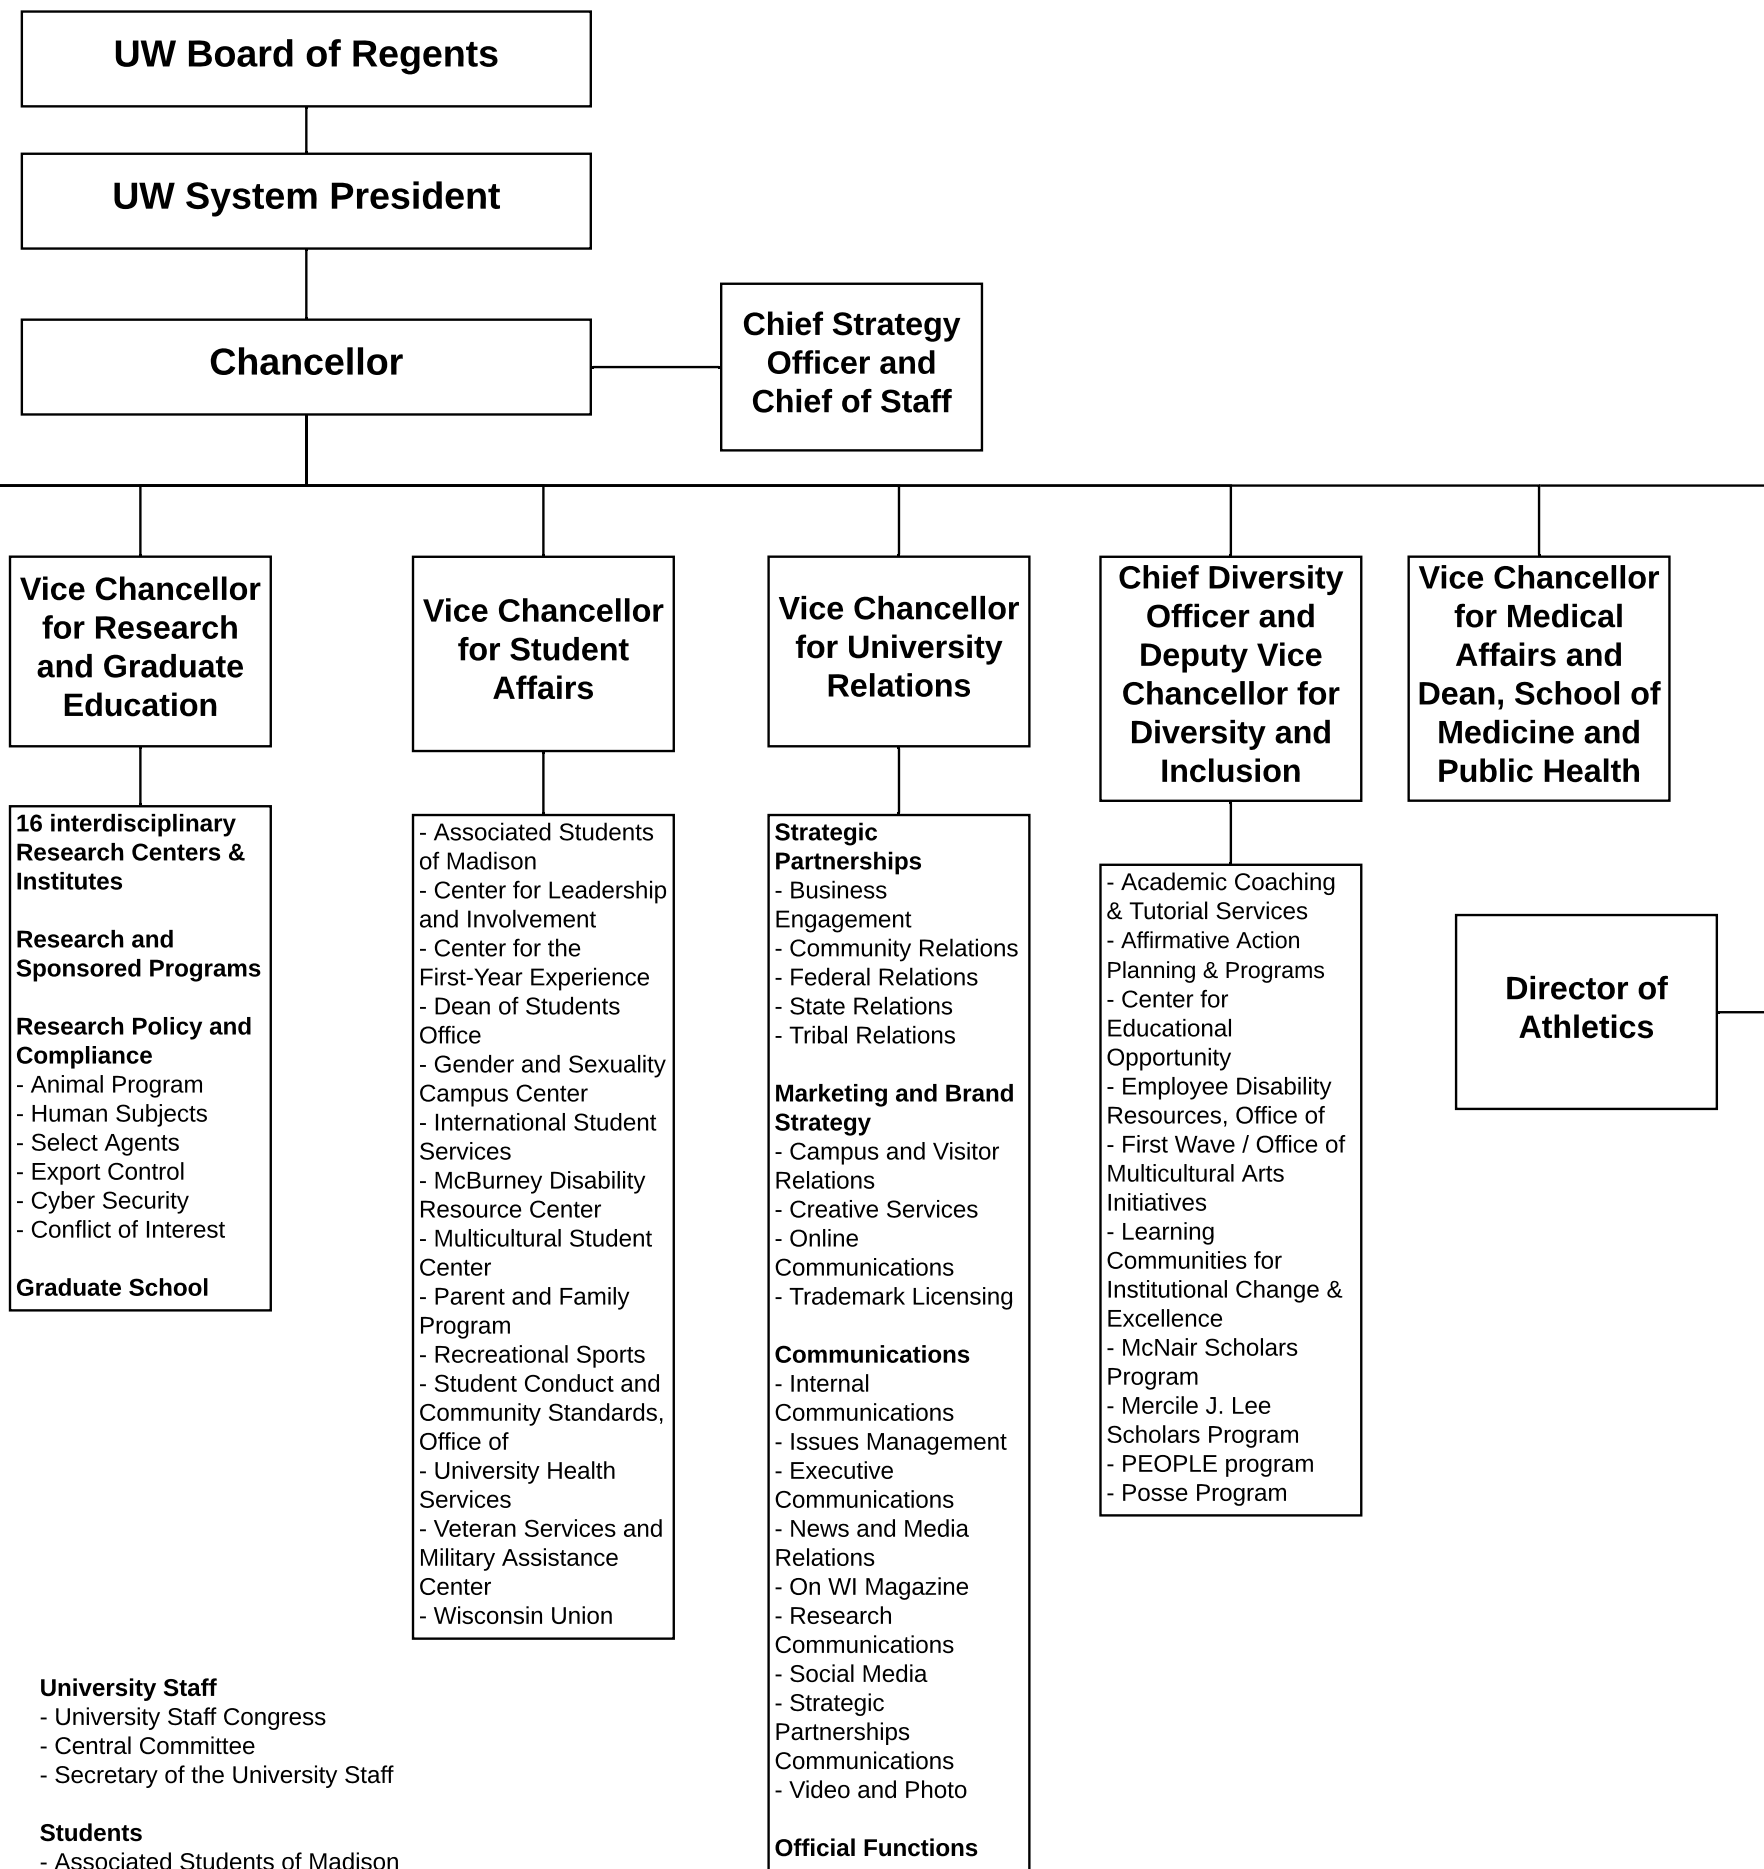 UW Board of Regents
UW System President
Chancellor
Chief Strategy
Officer and
Chief of Staff
Vice Chancellor
for Research
and Graduate
Education
16 interdisciplinary
Research Centers &
Institutes
Research and
Sponsored Programs
Research Policy and
Compliance
- Animal Program
- Human Subjects
- Select Agents
- Export Control
- Cyber Security
- Conflict of Interest
Graduate School
Vice Chancellor
for Student
Affairs
- Associated Students
of Madison
- Center for Leadership
and Involvement
- Center for the
First-Year Experience
- Dean of Students
Office
- Gender and Sexuality
Campus Center
- International Student
Services
- McBurney Disability
Resource Center
- Multicultural Student
Center
- Parent and Family
Program
- Recreational Sports
- Student Conduct and
Community Standards,
Office of
- University Health
Services
- Veteran Services and
Military Assistance
Center
- Wisconsin Union
Vice Chancellor
for University
Relations
Strategic
Partnerships
- Business
Engagement
- Community Relations
- Federal Relations
- State Relations
- Tribal Relations
Marketing and Brand
Strategy
- Campus and Visitor
Relations
- Creative Services
- Online
Communications
- Trademark Licensing
Communications
- Internal
Communications
- Issues Management
- Executive
Communications
- News and Media
Relations
- On WI Magazine
- Research
Communications
- Social Media
- Strategic
Partnerships
Communications
- Video and Photo
Official Functions
Chief Diversity
Officer and
Deputy Vice
Chancellor for
Diversity and
Inclusion
- Academic Coaching
& Tutorial Services
- Affirmative Action
Planning & Programs
- Center for
Educational
Opportunity
- Employee Disability
Resources, Office of
- First Wave / Office of
Multicultural Arts
Initiatives
- Learning
Communities for
Institutional Change &
Excellence
- McNair Scholars
Program
- Mercile J. Lee
Scholars Program
- PEOPLE program
- Posse Program
Vice Chancellor
for Medical
Affairs and
Dean, School of
Medicine and
Public Health
Director of
Athletics
University Staff
- University Staff Congress
- Central Committee
- Secretary of the University Staff
Students
- Associated Students of Madison